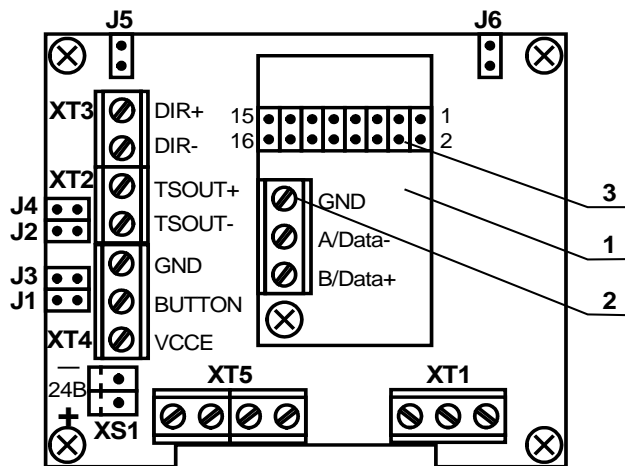 J5
J6
XT3
DIR+
15
1
DIR-
16
2
XT2
TSOUT+
3
J4
GND
TSOUT-
J2
1
A/Data-
GND
J3
B/Data+
J1
BUTTON
2
XT4
VCCE
–
24В
XT5
XT1
+
XS1